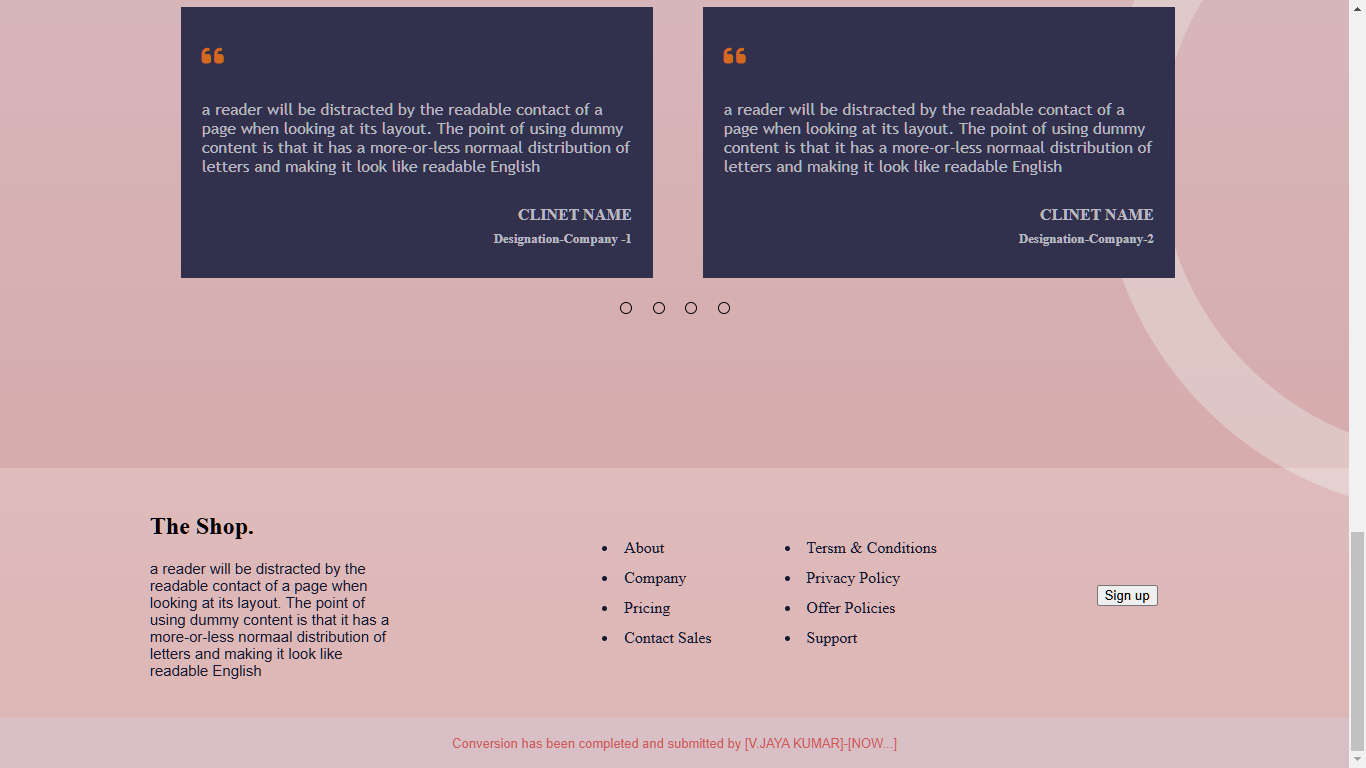 a reader will be distracted by the readable contact of a
page when looking at its layout. The point of using dummy
content is that it has a more-or-less normaal distribution of
letters and making it look like readable English
CLINET NAME
Designation-Company -1
a reader will be distracted by the readable contact of a
page when looking at its layout. The point of using dummy
content is that it has a more-or-less normaal distribution of
letters and making it look like readable English
CLINET NAME
Designation-Company-2
The Shop.
a reader will be distracted by the
readable contact of a page when
looking at its layout. The point of
using dummy content is that it has a
more-or-less normaal distribution of
letters and making it look like
readable English
About
Company
Pricing
Contact Sales
Tersm & Conditions
Privacy Policy
Offer Policies
Support
Sign up
Conversion has been completed and submitted by [V.JAYA KUMAR]-[NOW...]